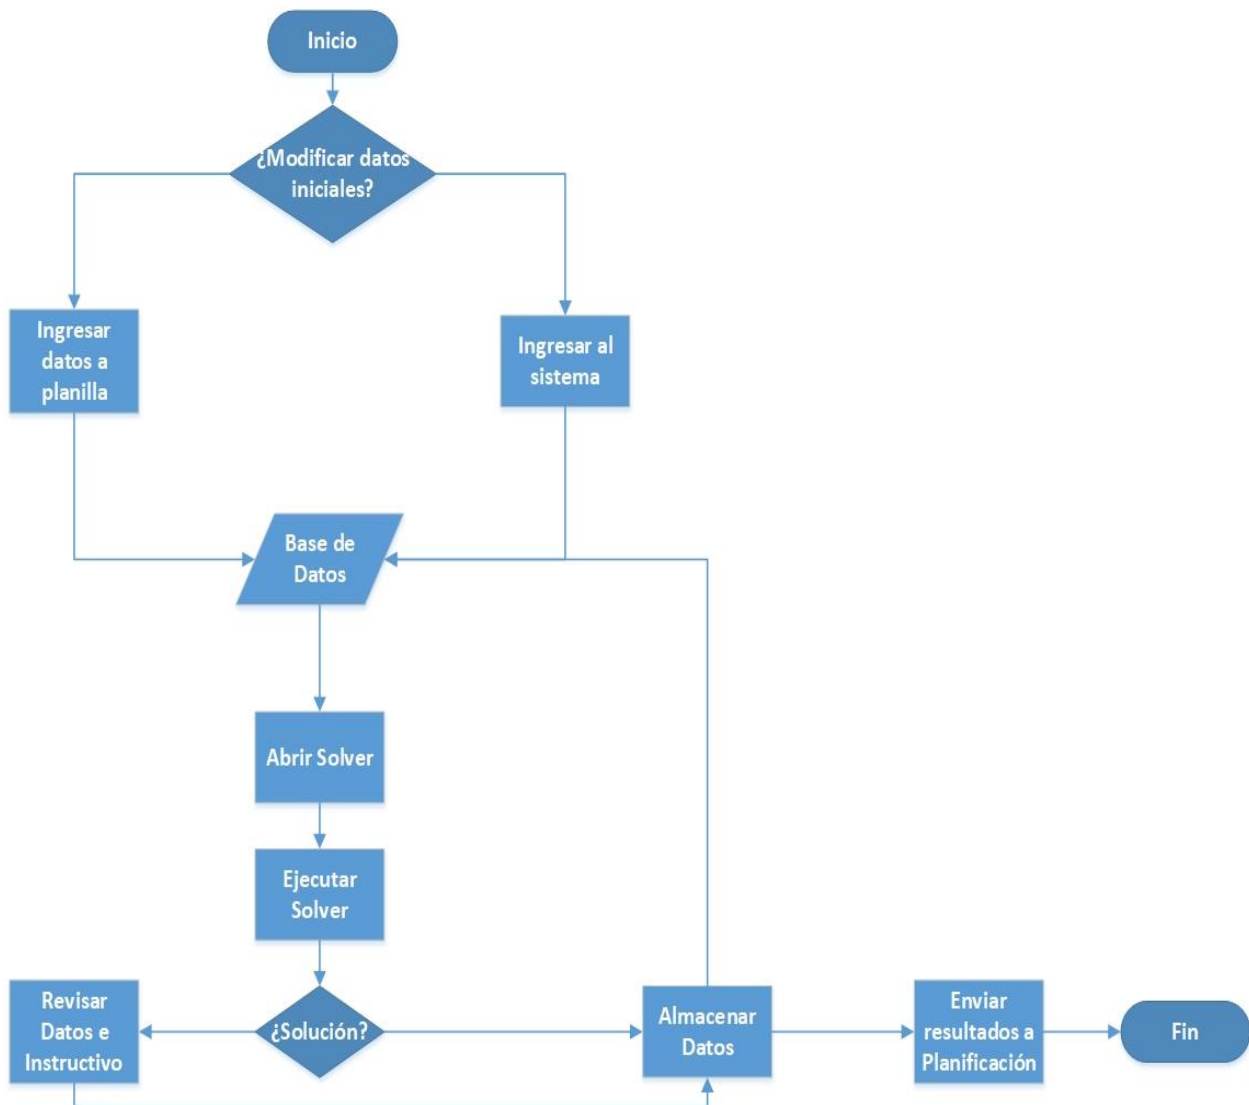 Inicio
¿Modificar datos
iniciales?
Ingresar
datos a
planilla
Ingresar al
sistema
Base de
Datos
Abrir Solver
Ejecutar
Solver
Revisar
Datos e
Instructivo
¿Solución?
Almacenar
Datos
Enviar
resultados a
Planificación
Fin